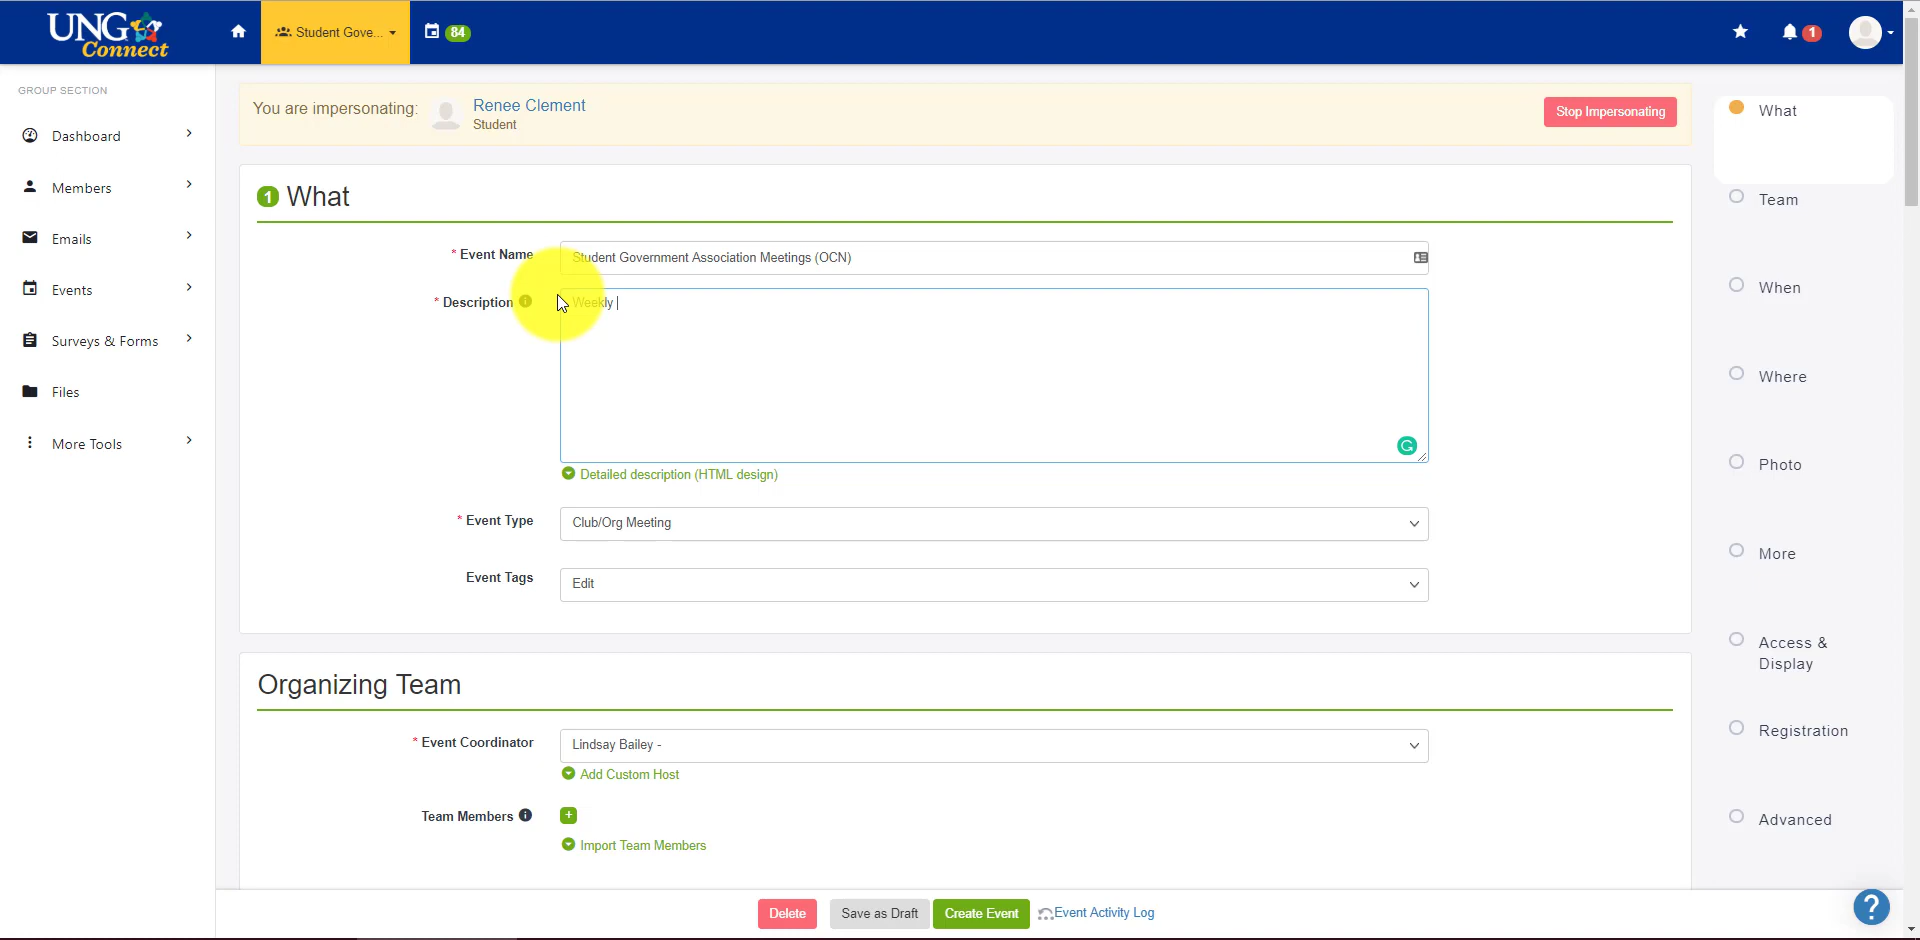 UNG
Connect
Student Gove...
84
1
GROUP SECTION
Dashboard
Members
Emails
Events
Surveys & Forms
Files
More Tools
You are impersonating:
Renee Clement
Student
Stop Impersonating
1 What
* Event Name
Student Government Association Meetings (OCN)
* Description
Weekly
Detailed description (HTML design)
* Event Type
Club/Org Meeting
Event Tags
Edit
Organizing Team
* Event Coordinator
Lindsay Bailey -
Add Custom Host
Team Members
Import Team Members
Delete
Save as Draft
Create Event
Event Activity Log
What
Team
When
Where
Photo
More
Access &
Display
Registration
Advanced
?